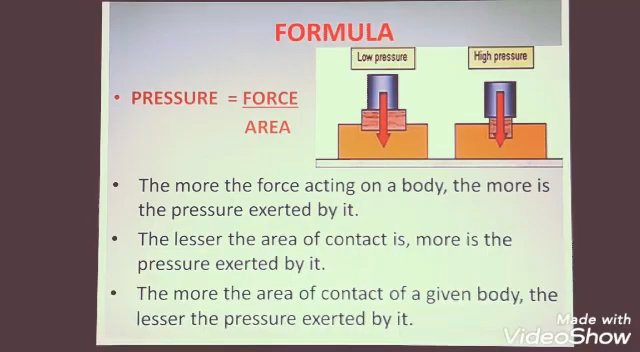 FORMULA
Low pressure
High pressure
• PRESSURE = FORCE
AREA
• The more the force acting on a body, the more is
the pressure exerted by it.
• The lesser the area of contact is, more is the
pressure exerted by it.
• The more the area of contact of a given body, the
lesser the pressure exerted by it.
Made with
VideoShow